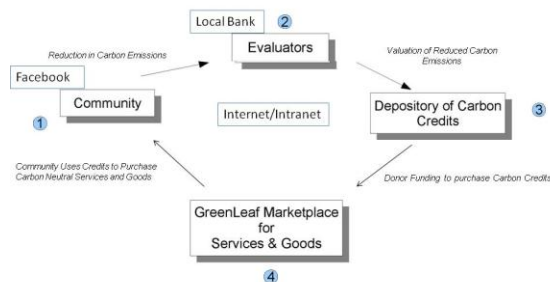 Local Bank
2
Evaluators
Reduction in Carbon Emissions
Valuation of Reduced Carbon
Emissions
Facebook
Community
1
Internet/Intranet
Depository of Carbon
Credits
3
Community Uses Credits to Purchase
Carbon Neutral Services and Goods
Donor Funding to purchase Carbon Credits
GreenLeaf Marketplace
for
Services & Goods
4